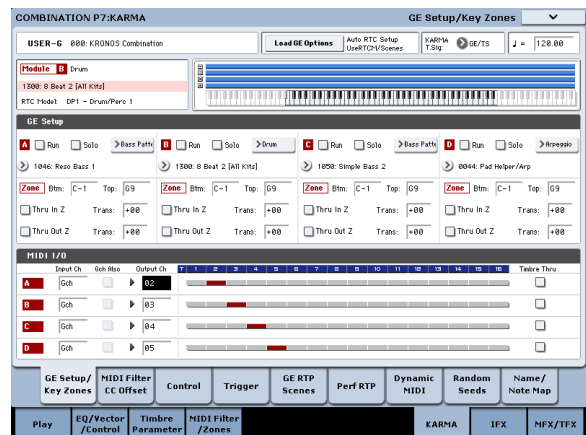 COMBINATION P7:KARMA GE Setup/Key Zones
USER-G 000: KRONOS Combination Load GE Options Auto RTC Setup UseRTCM/Scenes KARMA T.Sig: GE/TS ♩ = 120.00
Module B Drum
1300: 8 Beat 2 [All Kits]
RTC Model: DP1 - Drum/Perc 1
A
B
C
D
GE Setup
A Run Solo Bass Patte B Run Solo Drum C Run Solo Bass Patte D Run Solo Arpeggio
1046: Reso Bass 1 1300: 8 Beat 2 [All Kits] 1050: Simple Bass 2 0044: Pad Helper/Arp
Zone Btm: C-1 Top: G9 Zone Btm: C-1 Top: G9 Zone Btm: C-1 Top: G9 Zone Btm: C-1 Top: G9
Thru In Z Trans: +00 Thru In Z Trans: +00 Thru In Z Trans: +00 Thru In Z Trans: +00
Thru Out Z Trans: +00 Thru Out Z Trans: +00 Thru Out Z Trans: +00 Thru Out Z Trans: +00
MIDI I/O
Input Ch Gch Also Output Ch T 1 2 3 4 5 6 7 8 9 10 11 12 13 14 15 16 Timbre Thru
A Gch 02
B Gch 03
C Gch 04
D Gch 05
GE Setup/ Key Zones MIDI Filter CC Offset Control Trigger GE RTP Scenes Perf RTP Dynamic MIDI Random Seeds Name/ Note Map
Play EQ/Vector /Control Timbre Parameter MIDI Filter /Zones KARMA IFX MFX/TFX